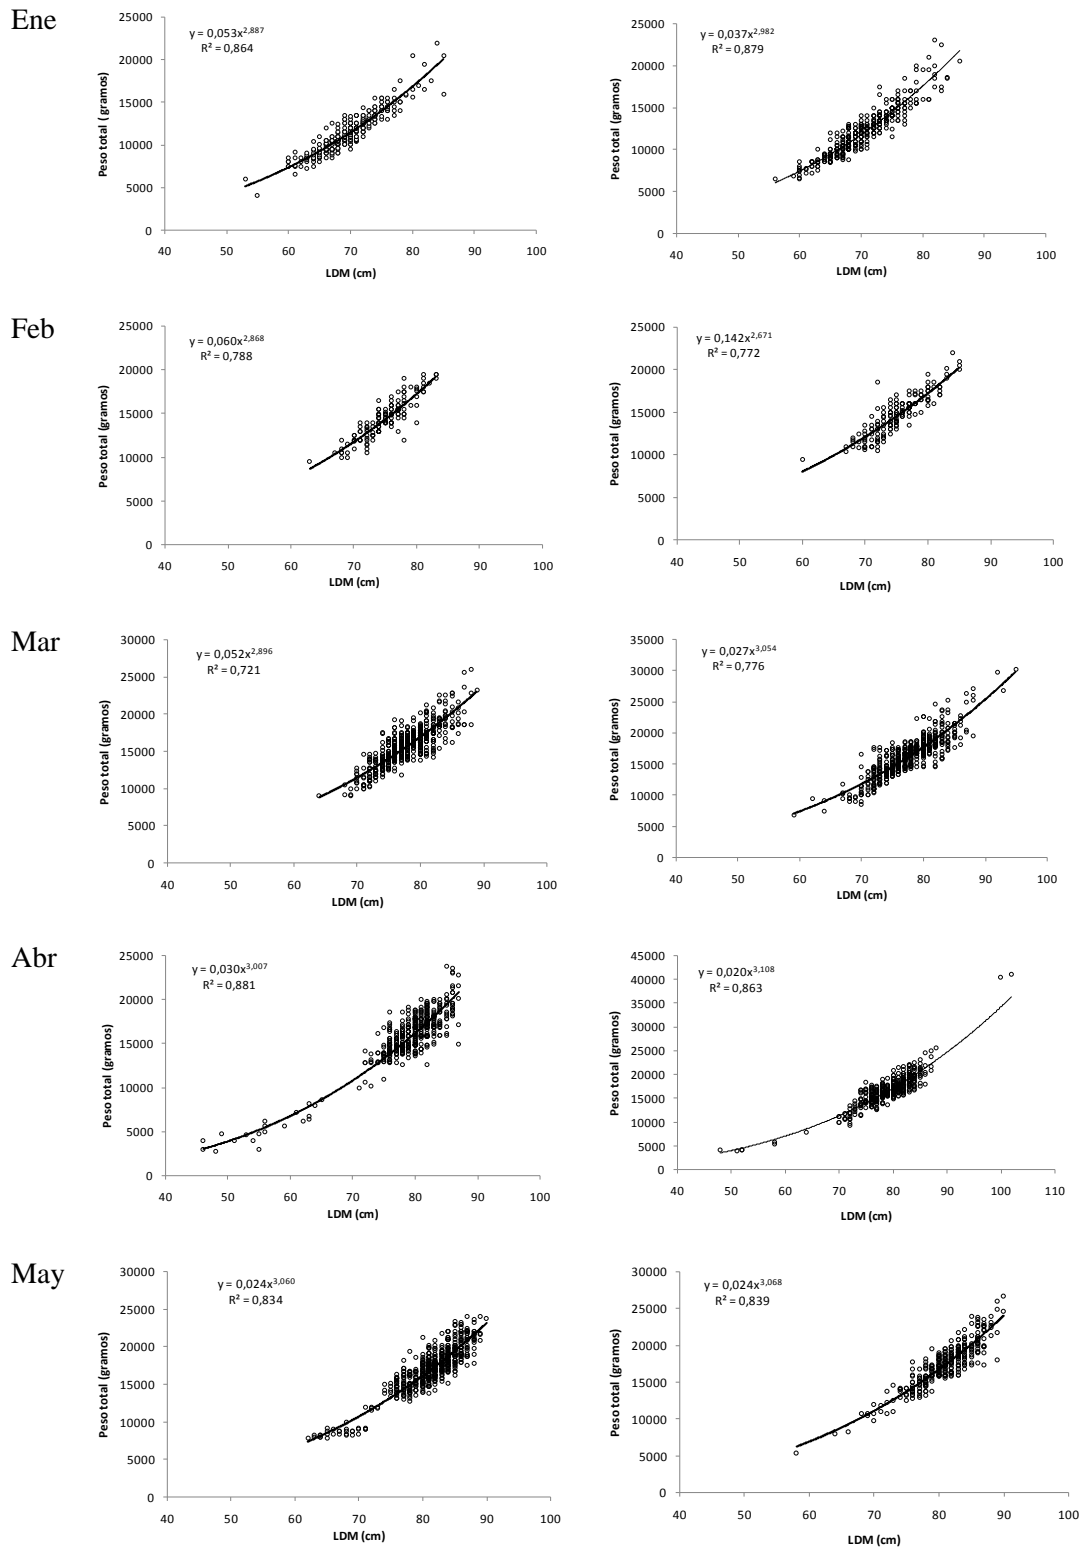 Ene
y = 0,053x^2,887
R² = 0,864
Peso total (gramos)
25000
20000
15000
10000
5000
0
40 50 60 70 80 90 100
LDM (cm)
y = 0,037x^2,982
R² = 0,879
Peso total (gramos)
25000
20000
15000
10000
5000
0
40 50 60 70 80 90 100
LDM (cm)
Feb
y = 0,060x^2,868
R² = 0,788
Peso total (gramos)
25000
20000
15000
10000
5000
0
40 50 60 70 80 90 100
LDM (cm)
y = 0,142x^2,671
R² = 0,772
Peso total (gramos)
25000
20000
15000
10000
5000
0
40 50 60 70 80 90 100
LDM (cm)
Mar
y = 0,052x^2,896
R² = 0,721
Peso total (gramos)
30000
25000
20000
15000
10000
5000
0
40 50 60 70 80 90 100
LDM (cm)
y = 0,027x^3,054
R² = 0,776
Peso total (gramos)
35000
30000
25000
20000
15000
10000
5000
0
40 50 60 70 80 90 100
LDM (cm)
Abr
y = 0,030x^3,007
R² = 0,881
Peso total (gramos)
25000
20000
15000
10000
5000
0
40 50 60 70 80 90 100
LDM (cm)
y = 0,020x^3,108
R² = 0,863
Peso total (gramos)
45000
40000
35000
30000
25000
20000
15000
10000
5000
0
40 50 60 70 80 90 100 110
LDM (cm)
May
y = 0,024x^3,060
R² = 0,834
Peso total (gramos)
30000
25000
20000
15000
10000
5000
0
40 50 60 70 80 90 100
LDM (cm)
y = 0,024x^3,068
R² = 0,839
Peso total (gramos)
30000
25000
20000
15000
10000
5000
0
40 50 60 70 80 90 100
LDM (cm)